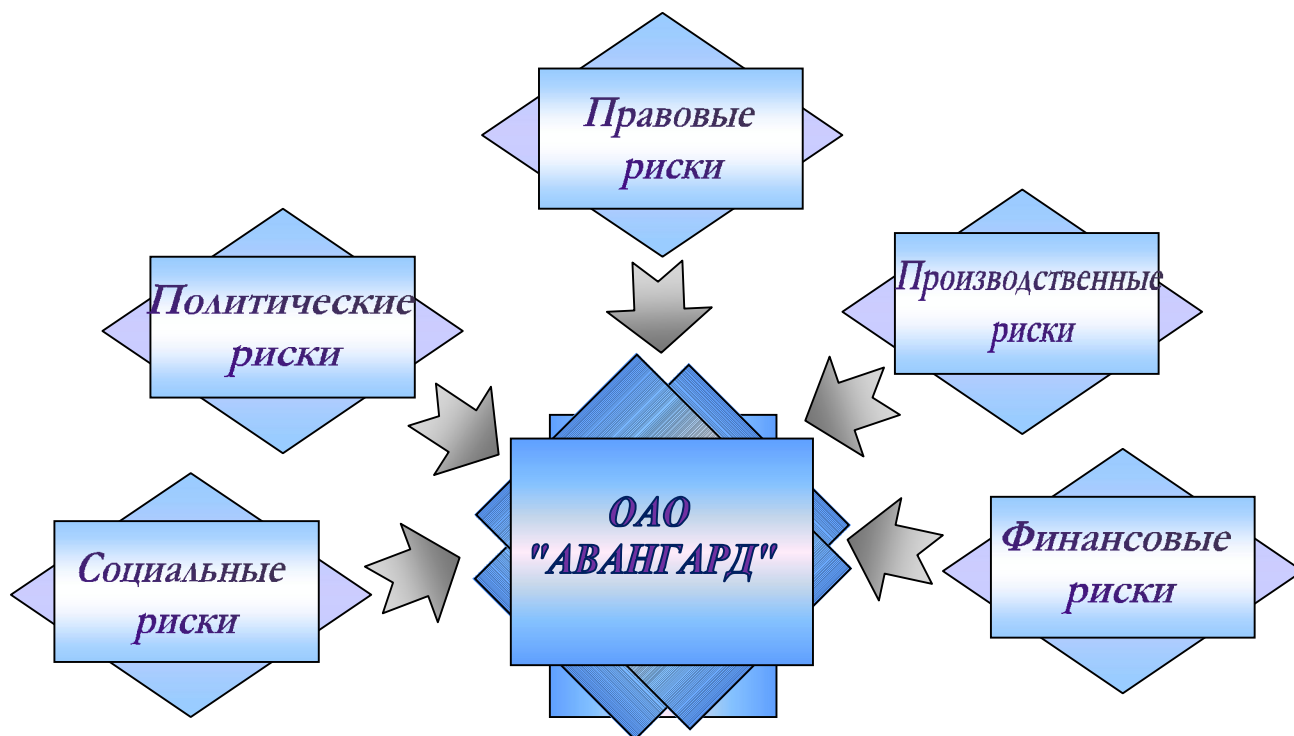 Правовые
риски
Политические
риски
Производственные
риски
Социальные
риски
ОАО
"АВАНГАРД"
Финансовые
риски